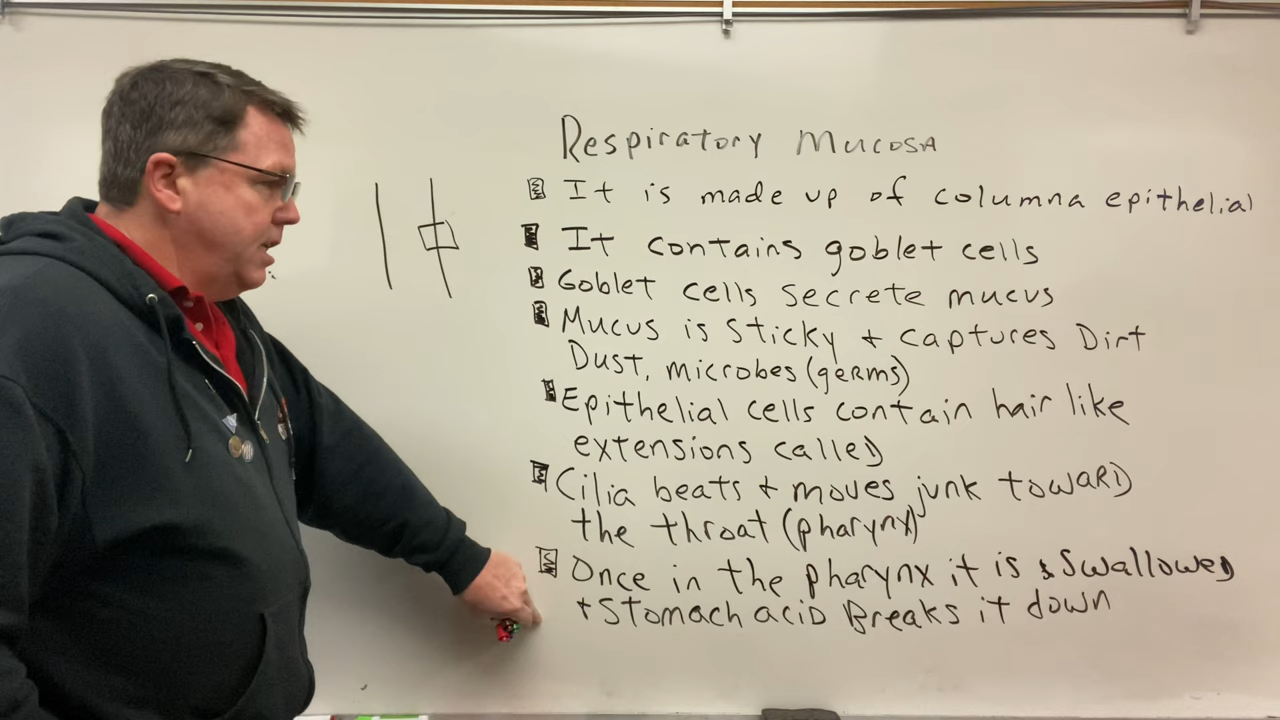 Respiratory Mucosa
It is made up of columna epithelial
It contains goblet cells
Goblet cells secrete mucus
Mucus is sticky + captures Dirt
Dust, microbes (germs)
Epithelial cells contain hair like
extensions called
Cilia beats + moves junk toward
the throat (pharynx)
Once in the pharynx it is swallowed
+ Stomach acid Breaks it down